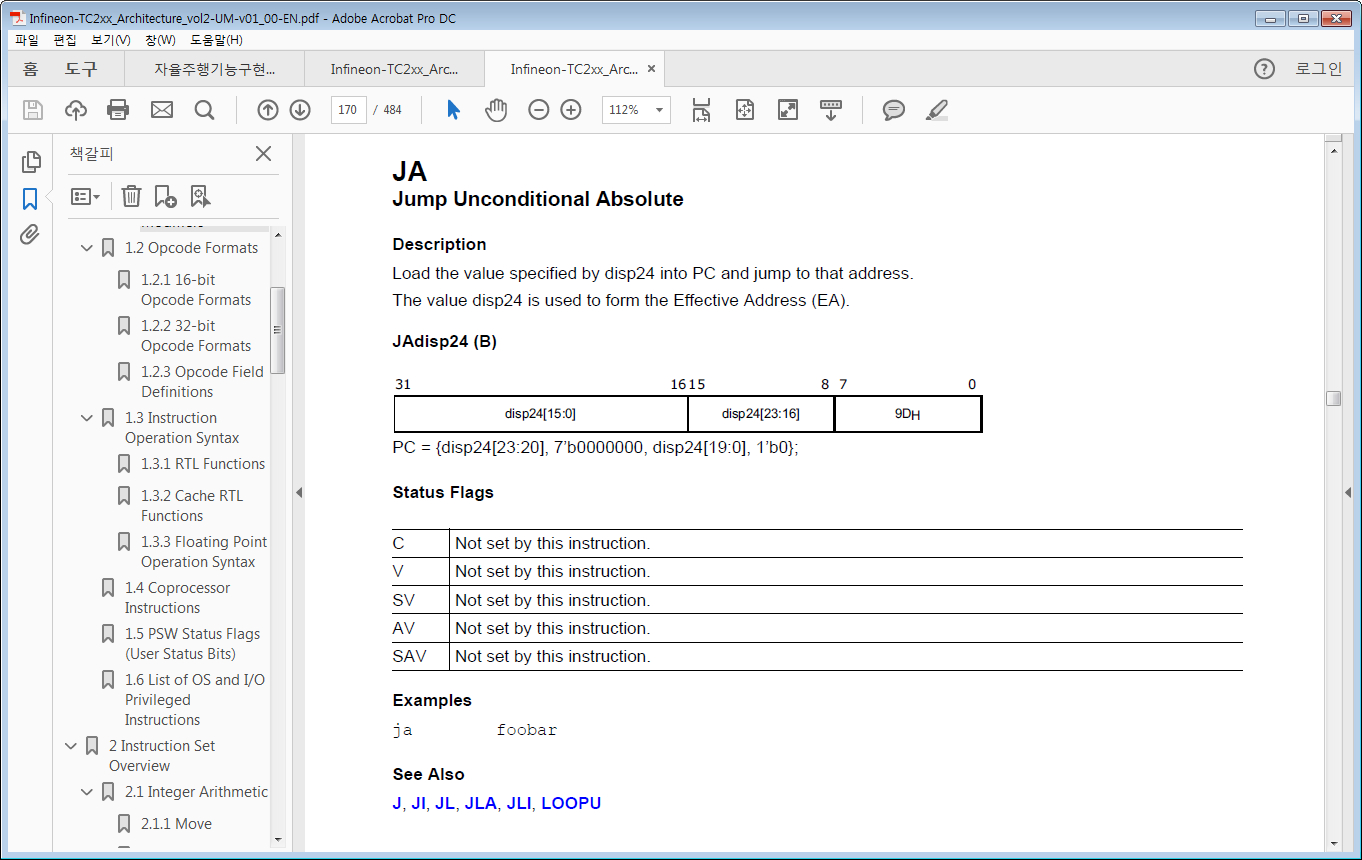 Infineon-TC2xx_Architecture_vol2-UM-v01_00-EN.pdf - Adobe Acrobat Pro DC
파일 편집 보기(V) 창(W) 도움말(H)
홈 도구 자율주행기능구현... Infineon-TC2xx_Arc... Infineon-TC2xx_Arc... × 로그인
170 / 484 112%
책갈피
1.2 Opcode Formats
1.2.1 16-bit
Opcode Formats
1.2.2 32-bit
Opcode Formats
1.2.3 Opcode Field
Definitions
1.3 Instruction
Operation Syntax
1.3.1 RTL Functions
1.3.2 Cache RTL
Functions
1.3.3 Floating Point
Operation Syntax
1.4 Coprocessor
Instructions
1.5 PSW Status Flags
(User Status Bits)
1.6 List of OS and I/O
Privileged
Instructions
2 Instruction Set
Overview
2.1 Integer Arithmetic
2.1.1 Move
JA
Jump Unconditional Absolute
Description
Load the value specified by disp24 into PC and jump to that address.
The value disp24 is used to form the Effective Address (EA).
JAdisp24 (B)
31 16 15 8 7 0
disp24[15:0] disp24[23:16] 9DH
PC = {disp24[23:20], 7’b0000000, disp24[19:0], 1’b0};
Status Flags
C Not set by this instruction.
V Not set by this instruction.
SV Not set by this instruction.
AV Not set by this instruction.
SAV Not set by this instruction.
Examples
ja foobar
See Also
J, JI, JL, JLA, JLI, LOOPU